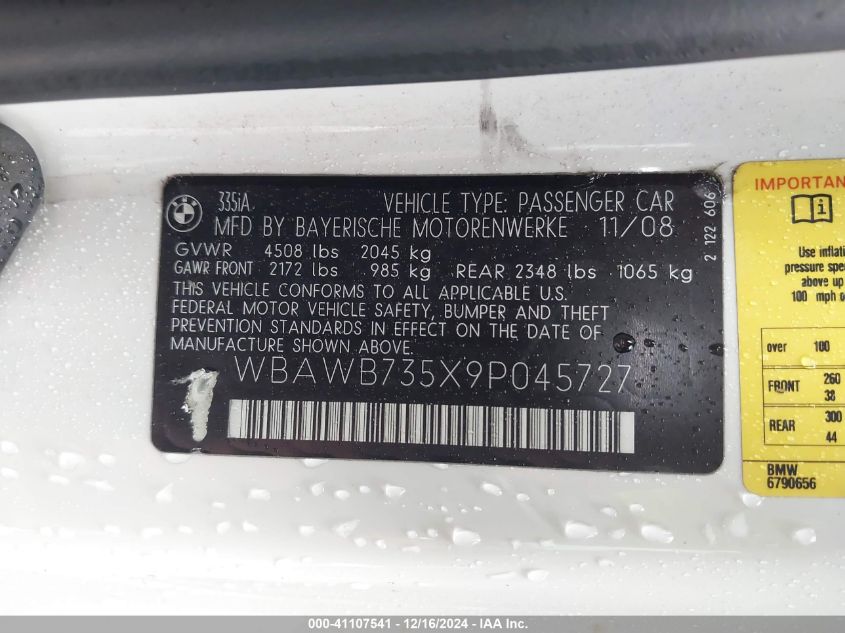 335iA VEHICLE TYPE: PASSENGER CAR
MFD BY BAYERISCHE MOTORENWERKE 11/08
GVWR 4508 lbs 2045 kg
GAWR FRONT 2172 lbs 985 kg REAR 2348 lbs 1065 kg
THIS VEHICLE CONFORMS TO ALL APPLICABLE U.S.
FEDERAL MOTOR VEHICLE SAFETY, BUMPER AND THEFT
PREVENTION STANDARDS IN EFFECT ON THE DATE OF
MANUFACTURE SHOWN ABOVE.
WBAWB735X9P045727
2 122 606
IMPORTAN
Use inflati
pressure spe
above up
100 mph o
over 100
FRONT 260
38
REAR 300
44
BMW
6790656
000-41107541 - 12/16/2024 - IAA Inc.